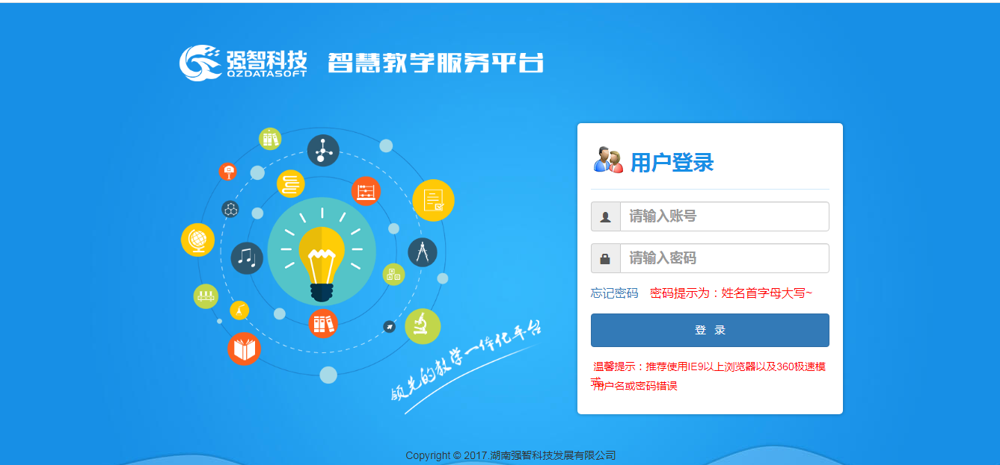 强智科技 智慧教学服务平台
QZDATASOFT
用户登录
请输入账号
请输入密码
忘记密码 密码提示为：姓名首字母大写~
登 录
温馨提示：推荐使用IE9以上浏览器以及360极速模
式。
用户名或密码错误
领先的教学一体化平台
Copyright © 2017.湖南强智科技发展有限公司